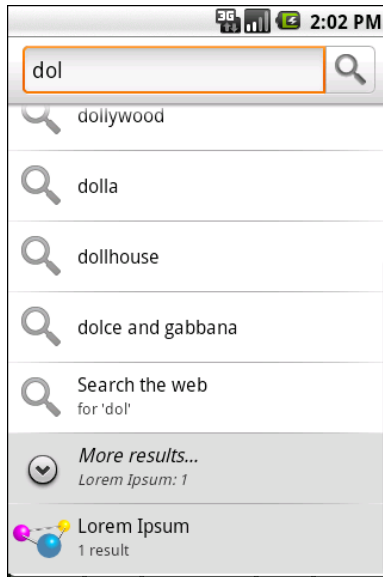 3G 2:02 PM
dol
dollywood
dolla
dollhouse
dolce and gabbana
Search the web
for 'dol'
More results...
Lorem Ipsum: 1
Lorem Ipsum
1 result